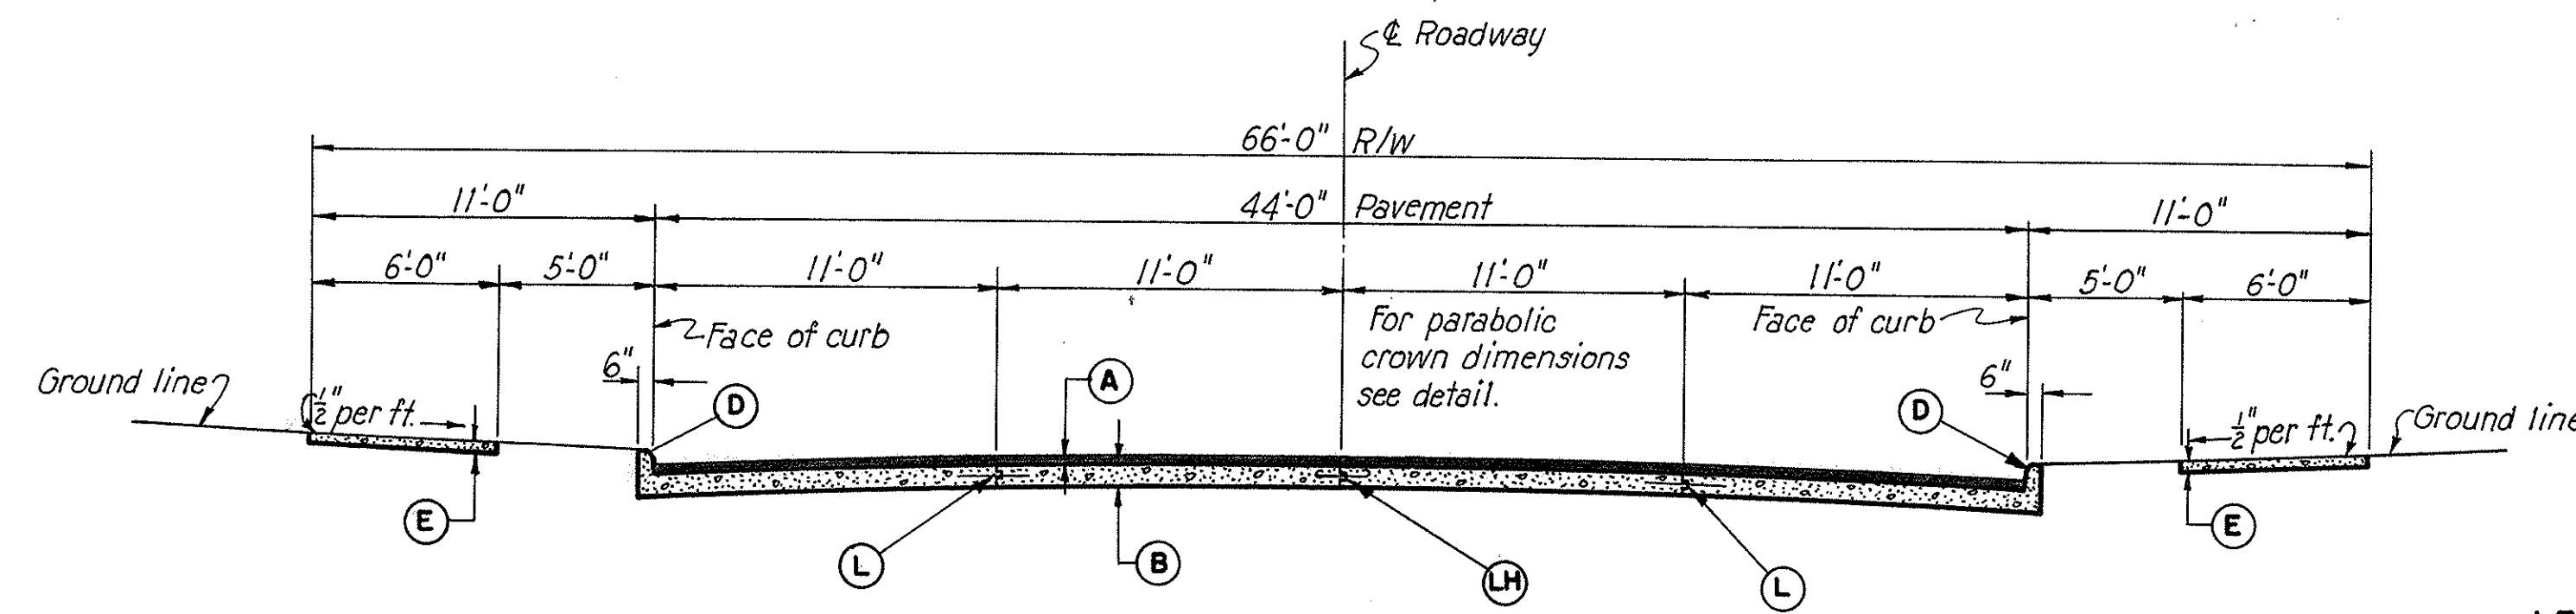 ℄ Roadway
66'-0" R/W
11'-0"
44'-0" Pavement
11'-0"
6'-0"
5'-0"
11'-0"
11'-0"
11'-0"
11'-0"
5'-0"
6'-0"
Face of curb
For parabolic
crown dimensions
see detail.
Face of curb
Ground line
6"
6"
1/2" per ft.
D
A
D
1/2" per ft.
Ground line
E
L
B
LH
L
E